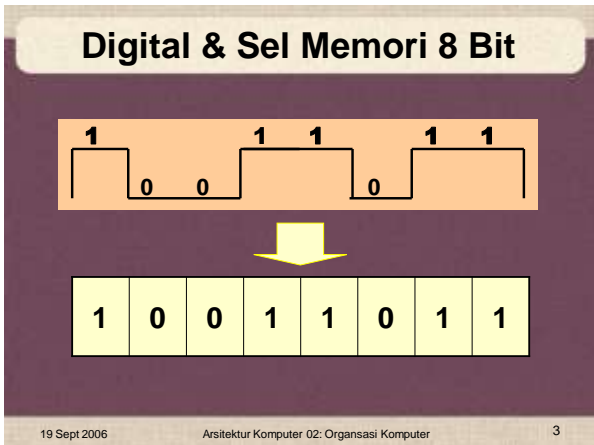 Digital & Sel Memori 8 Bit
1 1 1 1 1
0 0 0
1 0 0 1 1 0 1 1
19 Sept 2006 Arsitektur Komputer 02: Organsasi Komputer 3